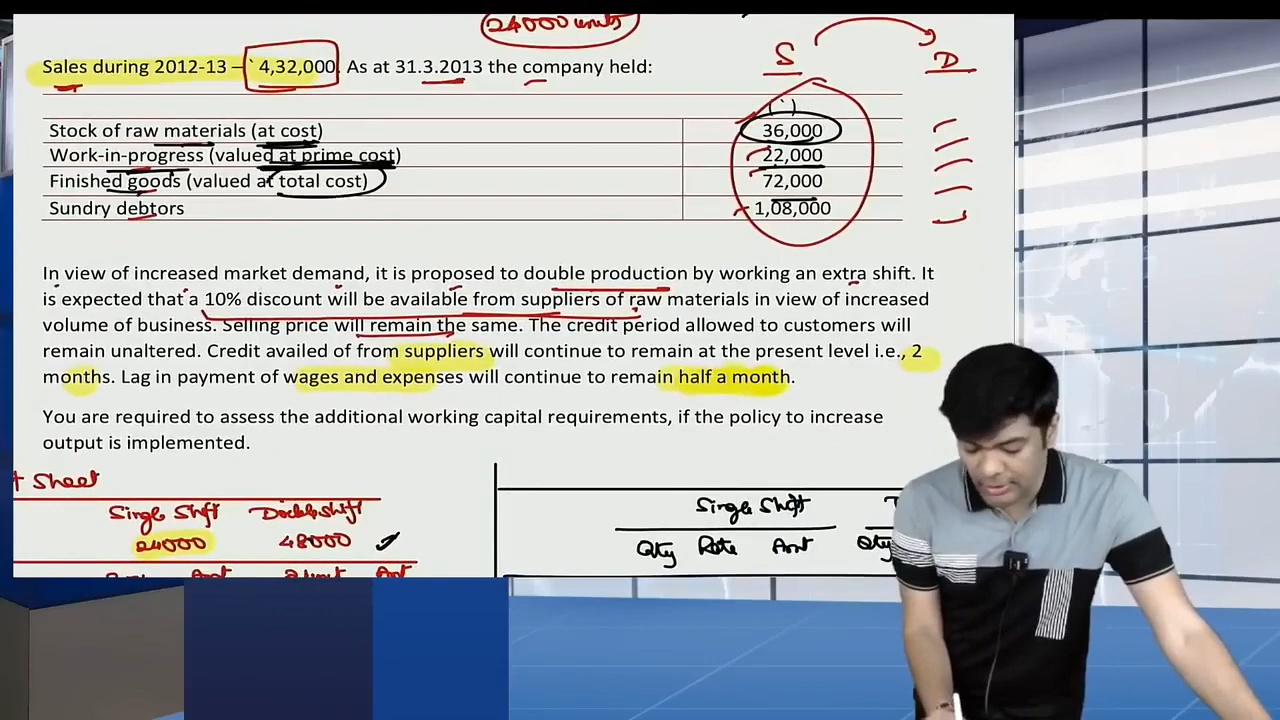 24000 units
Sales during 2012-13 – ` 4,32,000. As at 31.3.2013 the company held:
S D
(`)
Stock of raw materials (at cost) 36,000
Work-in-progress (valued at prime cost) 22,000
Finished goods (valued at total cost) 72,000
Sundry debtors 1,08,000
In view of increased market demand, it is proposed to double production by working an extra shift. It
is expected that a 10% discount will be available from suppliers of raw materials in view of increased
volume of business. Selling price will remain the same. The credit period allowed to customers will
remain unaltered. Credit availed of from suppliers will continue to remain at the present level i.e., 2
months. Lag in payment of wages and expenses will continue to remain half a month.
You are required to assess the additional working capital requirements, if the policy to increase
output is implemented.
t Sheet
Single Shift Double Shift
24000 48000
Amt
Single Shift
Qty Rate Amt Qty